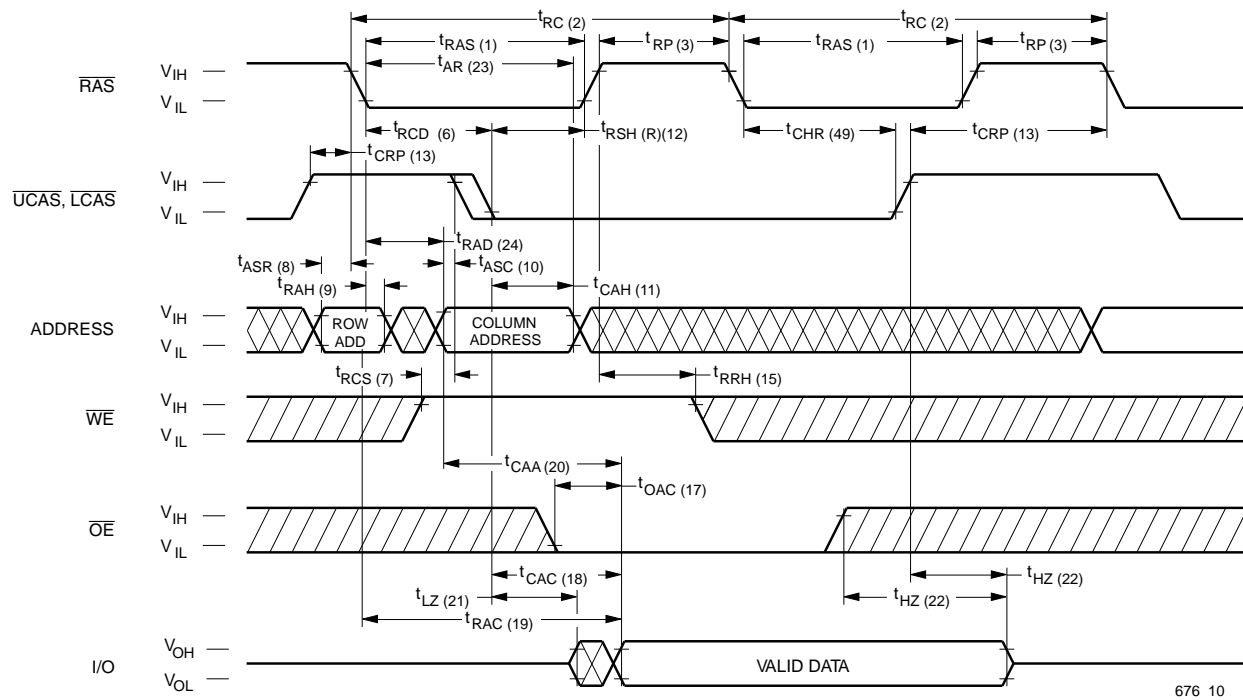 tRC (2) tRC (2)
tRAS (1) tRP (3) tRAS (1) tRP (3)
tAR (23)
RAS VIH
VIL
tRCD (6) tRSH (R)(12) tCHR (49) tCRP (13)
tCRP (13)
UCAS, LCAS VIH
VIL
tRAD (24)
tASR (8) tASC (10)
tRAH (9) tCAH (11)
ADDRESS VIH
VIL
ROW
ADD
COLUMN
ADDRESS
tRCS (7) tRRH (15)
WE VIH
VIL
tCAA (20)
tOAC (17)
OE VIH
VIL
tCAC (18) tHZ (22)
tLZ (21) tHZ (22)
tRAC (19)
I/O VOH
VOL
VALID DATA
676 10